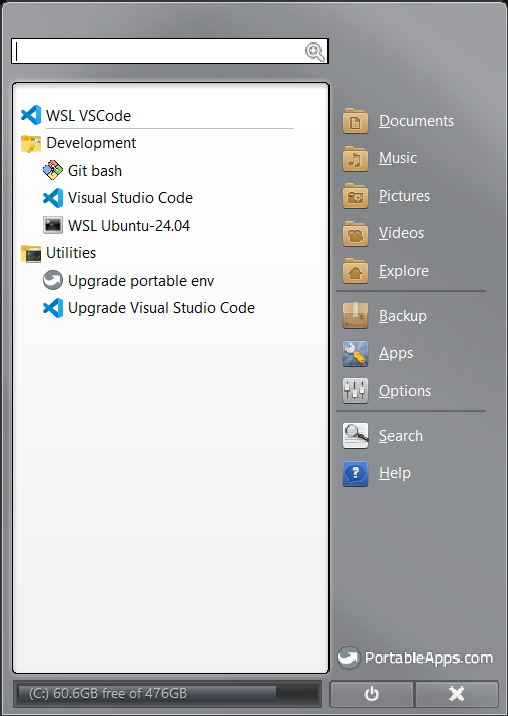 WSL VSCode
Development
Git bash
Visual Studio Code
WSL Ubuntu-24.04
Utilities
Upgrade portable env
Upgrade Visual Studio Code
(C:) 60.6GB free of 476GB
Documents
Music
Pictures
Videos
Explore
Backup
Apps
Options
Search
Help
PortableApps.com